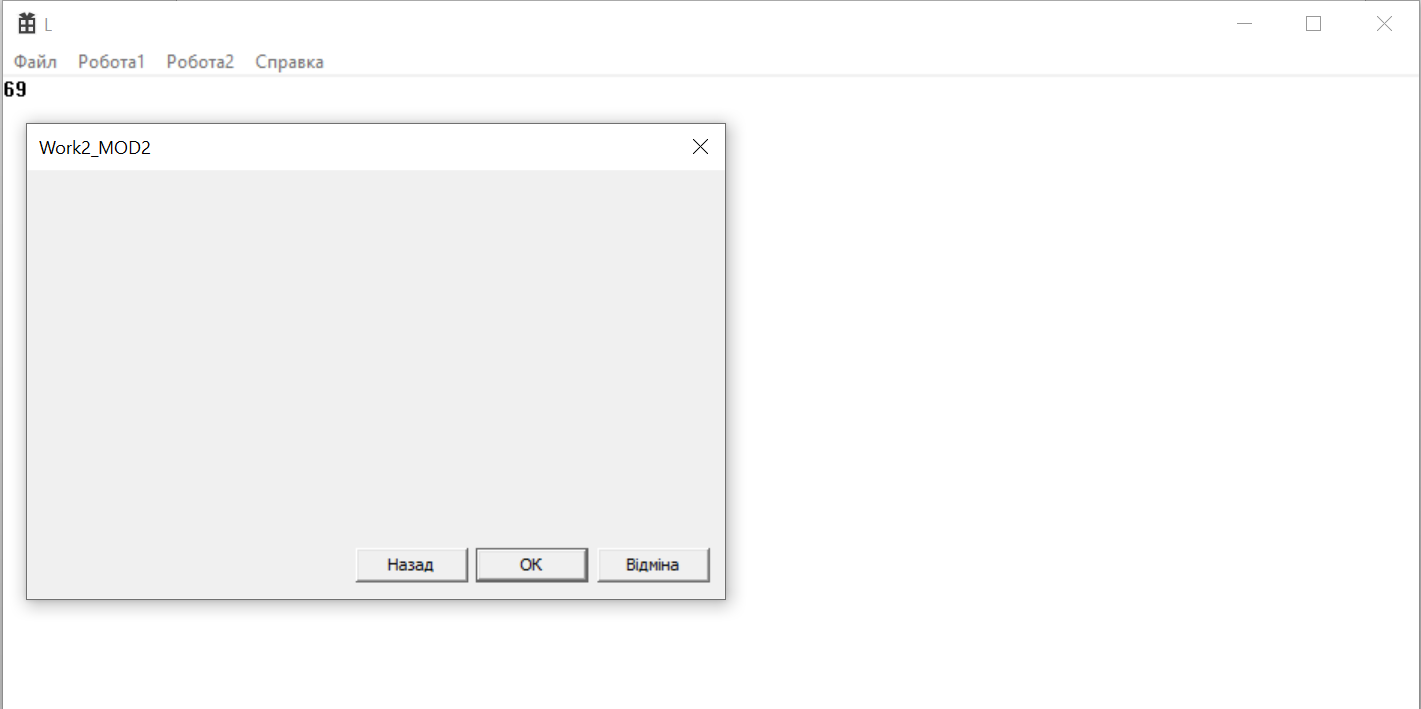 L
Файл Робота1 Робота2 Справка
69
Work2_MOD2
Назад OK Відміна